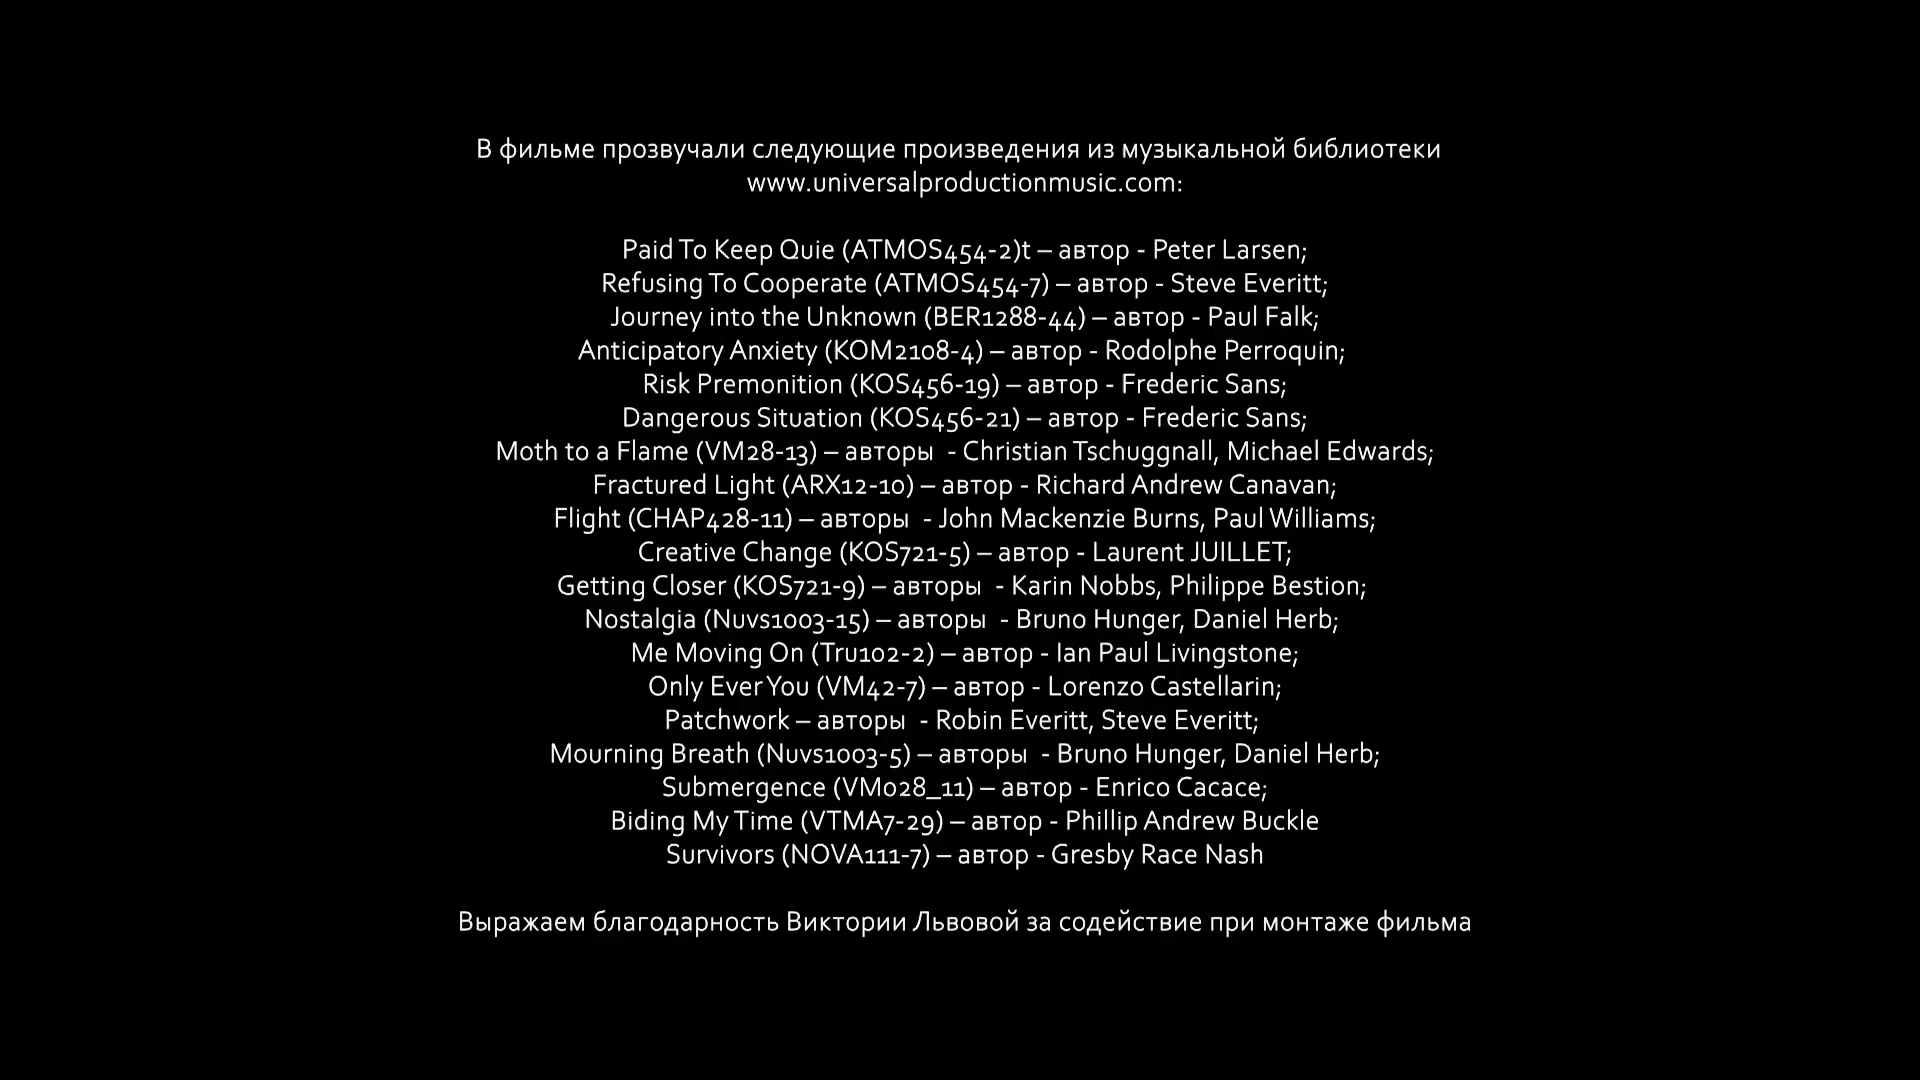 В фильме прозвучали следующие произведения из музыкальной библиотеки
www.universalproductionmusic.com:
Paid To Keep Quie (ATMOS454-2)t – автор - Peter Larsen;
Refusing To Cooperate (ATMOS454-7) – автор - Steve Everitt;
Journey into the Unknown (BER1288-44) – автор - Paul Falk;
Anticipatory Anxiety (KOM2108-4) – автор - Rodolphe Perroquin;
Risk Premonition (KOS456-19) – автор - Frederic Sans;
Dangerous Situation (KOS456-21) – автор - Frederic Sans;
Moth to a Flame (VM28-13) – авторы  - Christian Tschuggnall, Michael Edwards;
Fractured Light (ARX12-10) – автор - Richard Andrew Canavan;
Flight (CHAP428-11) – авторы  - John Mackenzie Burns, Paul Williams;
Creative Change (KOS721-5) – автор - Laurent JUILLET;
Getting Closer (KOS721-9) – авторы  - Karin Nobbs, Philippe Bestion;
Nostalgia (Nuvs1003-15) – авторы  - Bruno Hunger, Daniel Herb;
Me Moving On (Tru102-2) – автор - Ian Paul Livingstone;
Only Ever You (VM42-7) – автор - Lorenzo Castellarin;
Patchwork – авторы  - Robin Everitt, Steve Everitt;
Mourning Breath (Nuvs1003-5) – авторы  - Bruno Hunger, Daniel Herb;
Submergence (VM028_11) – автор - Enrico Cacace;
Biding My Time (VTMA7-29) – автор - Phillip Andrew Buckle
Survivors (NOVA111-7) – автор - Gresby Race Nash
Выражаем благодарность Виктории Львовой за содействие при монтаже фильма